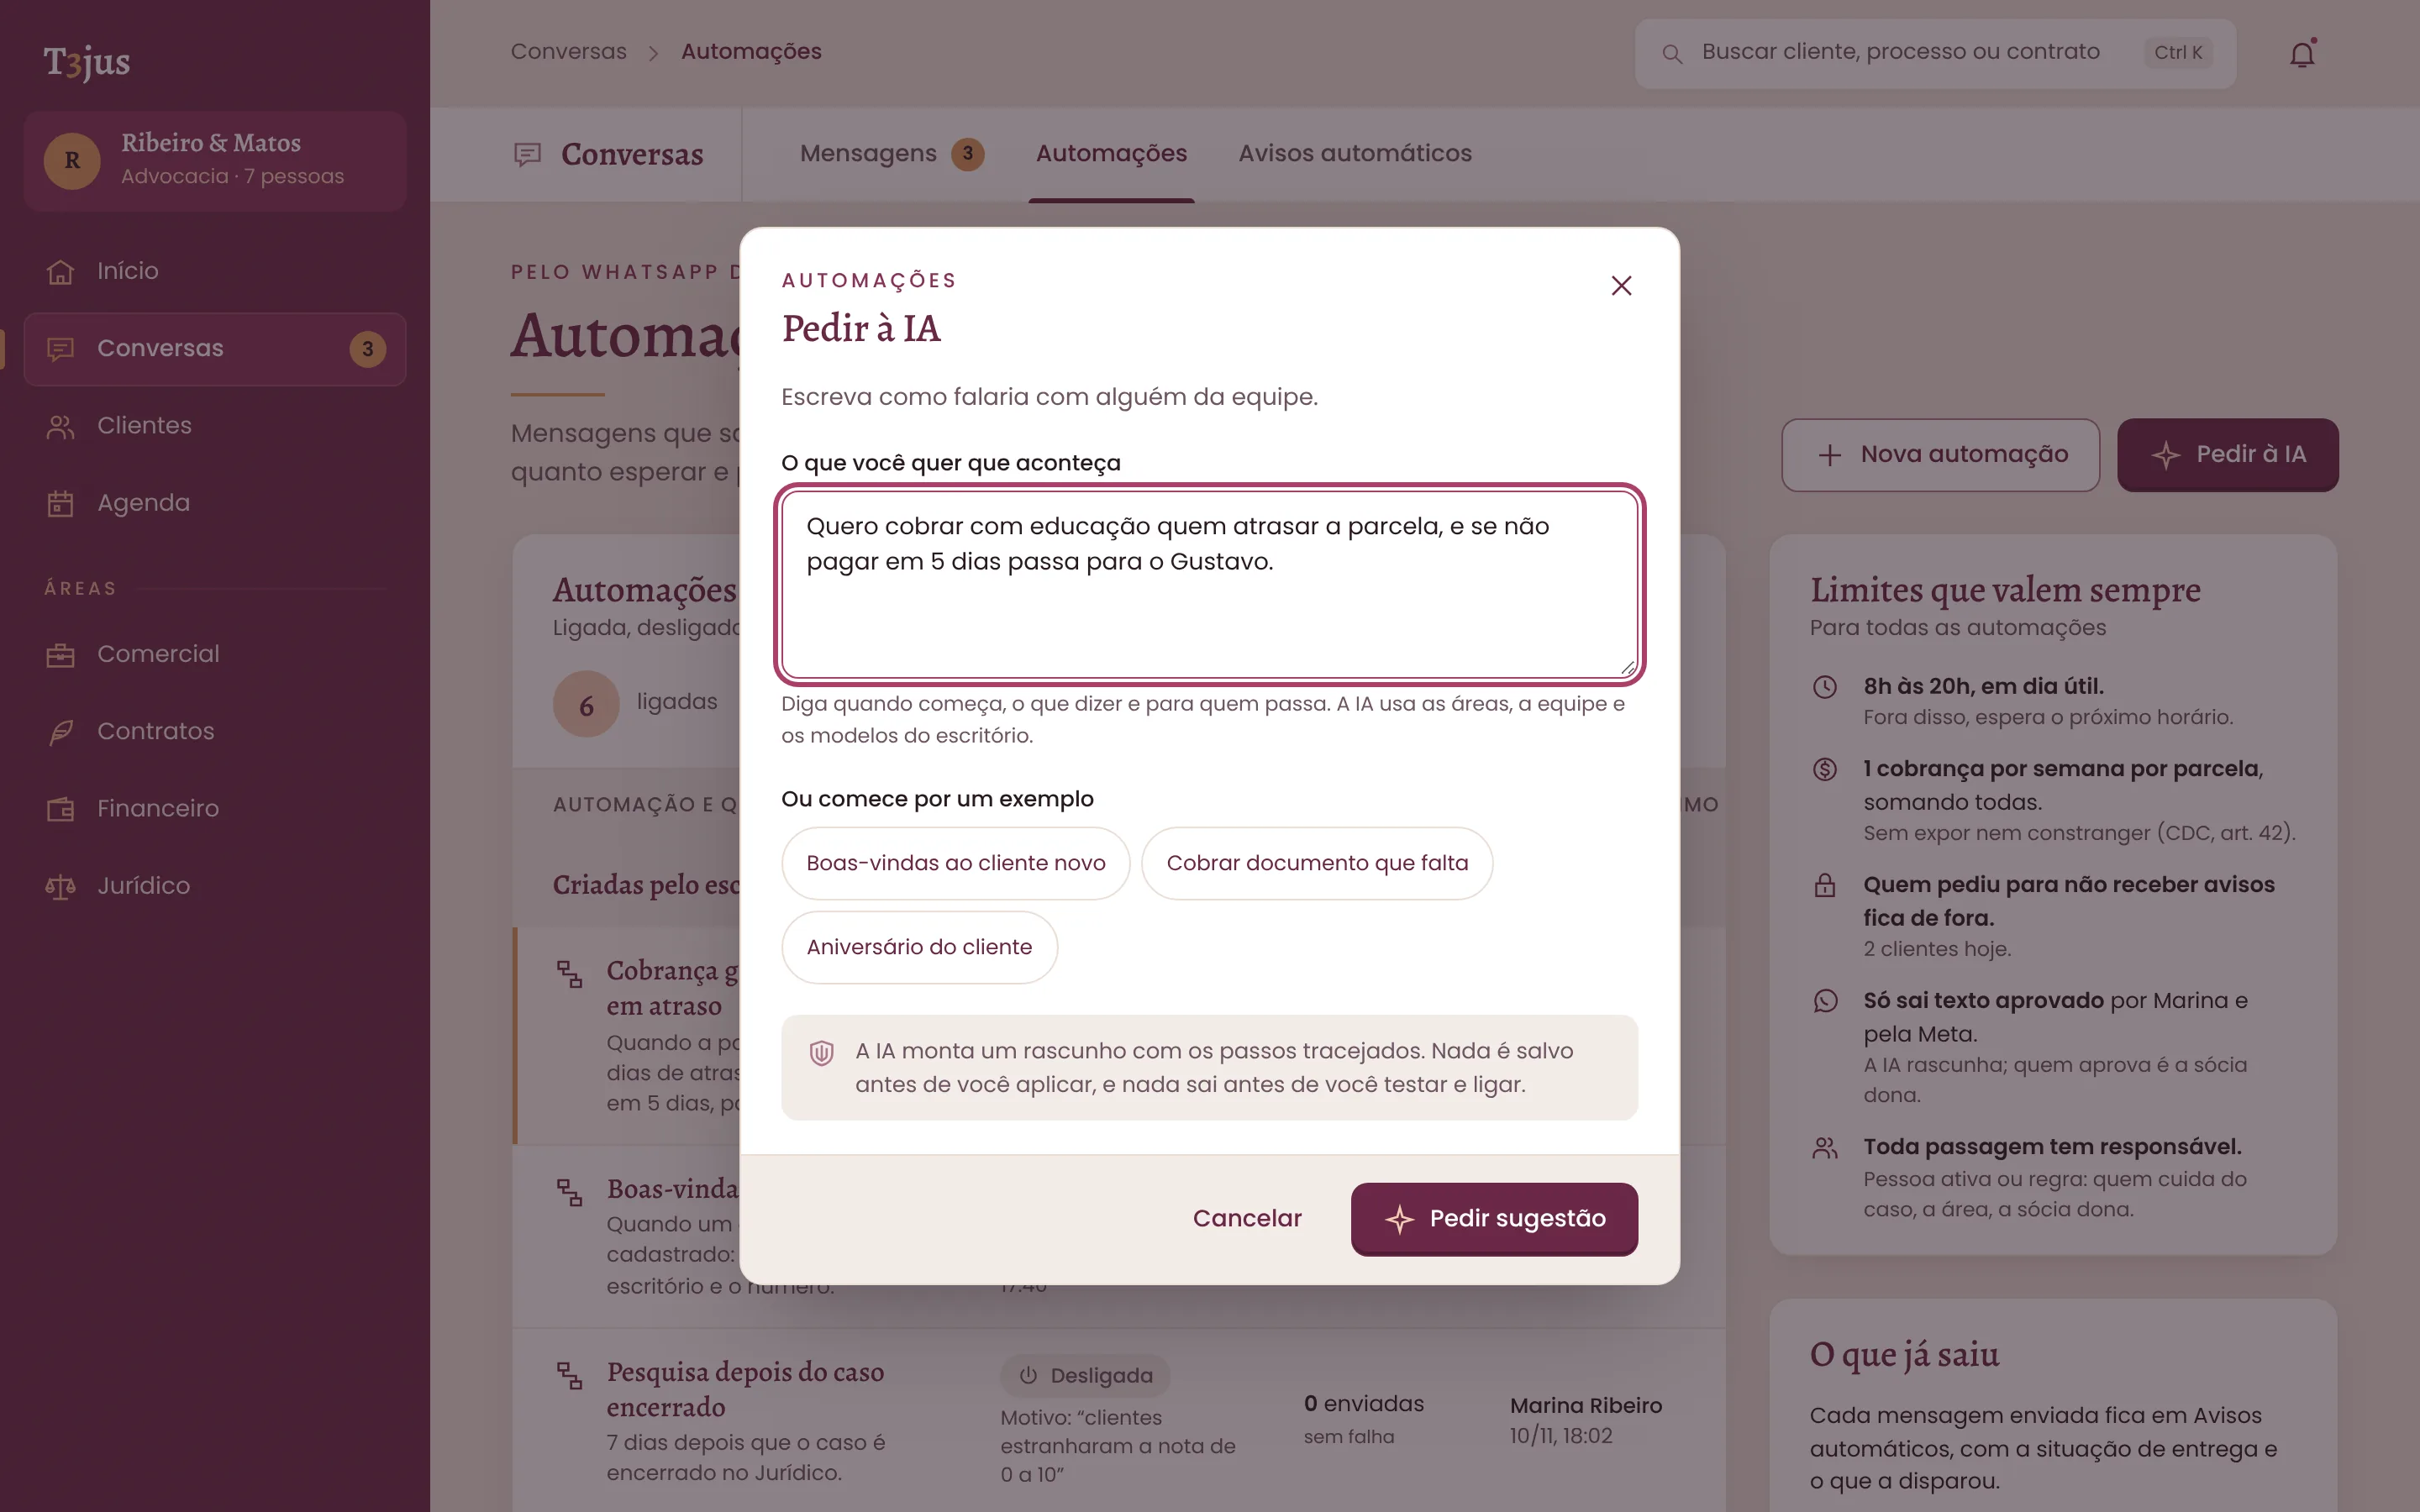 T3jus
R
Ribeiro & Matos
Advocacia · 7 pessoas
Início
Conversas
3
Clientes
Agenda
ÁREAS
Comercial
Contratos
Financeiro
Jurídico
Conversas
Automações
Buscar cliente, processo ou contrato
Ctrl K
Conversas
Mensagens
3
Automações
Avisos automáticos
PELO WHATSAPP
Mensagens que
quanto esperar e
Nova automação
Pedir à IA
Automações
6
ligadas
AUTOMAÇÃO E
Criadas pelo
Cobrança
em atraso
Quando a
dias de
em 5 dias,
Quando um
cadastrado:
escritório e o número.
17:40
Pesquisa depois do caso
encerrado
7 dias depois que o caso é
encerrado no Jurídico.
Desligada
Motivo: “clientes
estranharam a nota de
0 a 10”
0 enviadas
sem falha
Marina Ribeiro
10/11, 18:02
AUTOMAÇÕES
Pedir à IA
Escreva como falaria com alguém da equipe.
O que você quer que aconteça
Quero cobrar com educação quem atrasar a parcela, e se não
pagar em 5 dias passa para o Gustavo.
Diga quando começa, o que dizer e para quem passa. A IA usa as áreas, a equipe e
os modelos do escritório.
Ou comece por um exemplo
Boas-vindas ao cliente novo
Cobrar documento que falta
Aniversário do cliente
A IA monta um rascunho com os passos tracejados. Nada é salvo
antes de você aplicar, e nada sai antes de você testar e ligar.
Cancelar
Pedir sugestão
Limites que valem sempre
Para todas as automações
8h às 20h, em dia útil.
Fora disso, espera o próximo horário.
1 cobrança por semana por parcela,
somando todas.
Sem expor nem constranger (CDC, art. 42).
Quem pediu para não receber avisos
fica de fora.
2 clientes hoje.
Só sai texto aprovado por Marina e
pela Meta.
A IA rascunha; quem aprova é a sócia
dona.
Toda passagem tem responsável.
Pessoa ativa ou regra: quem cuida do
caso, a área, a sócia dona.
O que já saiu
Cada mensagem enviada fica em Avisos
automáticos, com a situação de entrega e
o que a disparou.